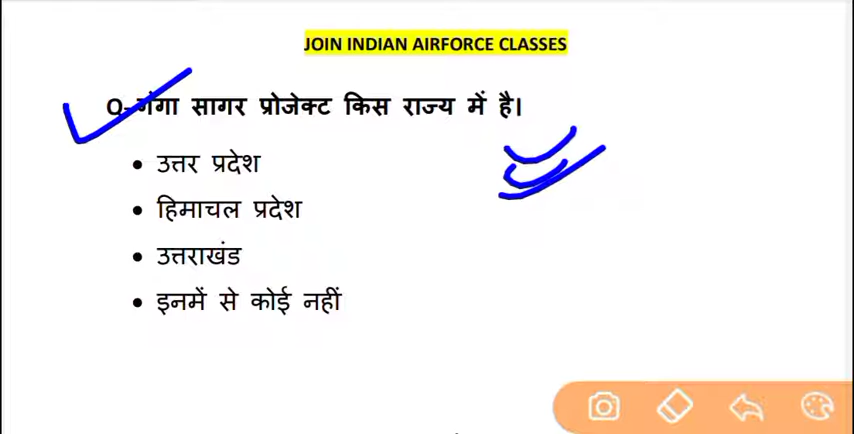 JOIN INDIAN AIRFORCE CLASSES
Q- गंगा सागर प्रोजेक्ट किस राज्य में है।
• उत्तर प्रदेश
• हिमाचल प्रदेश
• उत्तराखंड
• इनमें से कोई नहीं